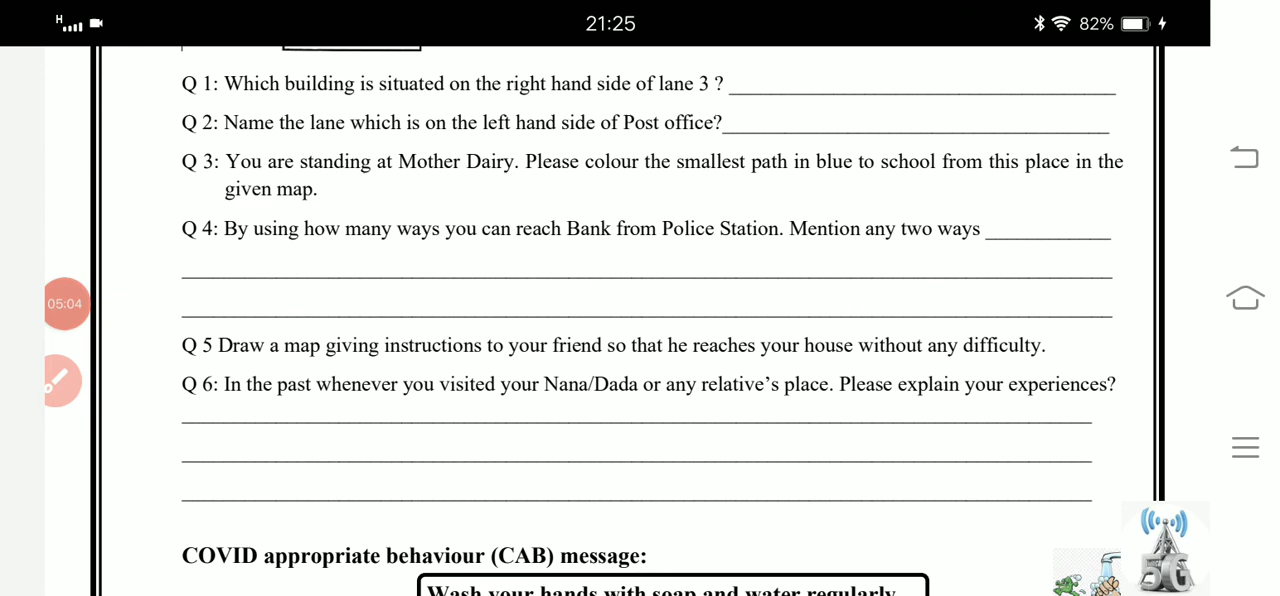 H 21:25 82%
Q 1: Which building is situated on the right hand side of lane 3 ? ____________________
Q 2: Name the lane which is on the left hand side of Post office?____________________
Q 3: You are standing at Mother Dairy. Please colour the smallest path in blue to school from this place in the
given map.
Q 4: By using how many ways you can reach Bank from Police Station. Mention any two ways ____________
05:04
Q 5 Draw a map giving instructions to your friend so that he reaches your house without any difficulty.
Q 6: In the past whenever you visited your Nana/Dada or any relative’s place. Please explain your experiences?
COVID appropriate behaviour (CAB) message:
Wash your hands with soap and water regularly
5G